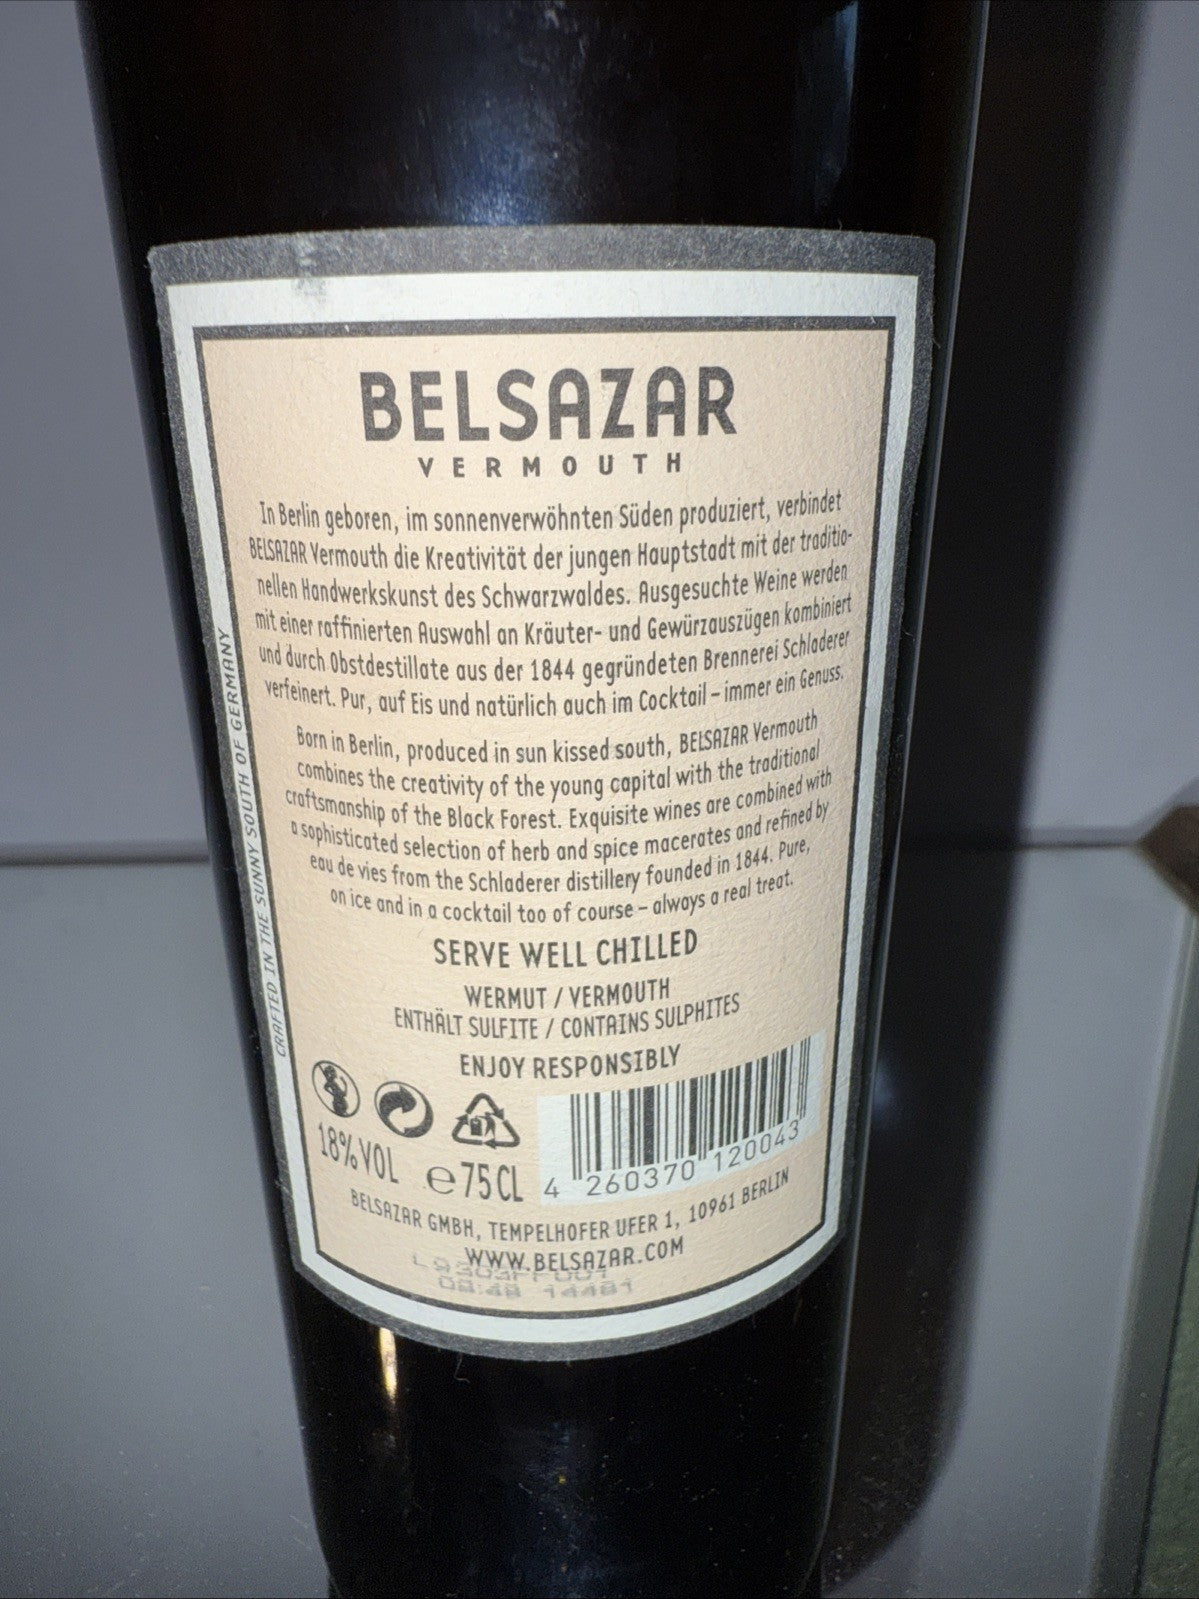 BELSAZAR
VERMOUTH
In Berlin geboren, im sonnenverwöhnten Süden produziert, verbindet
BELSAZAR Vermouth die Kreativität der jungen Hauptstadt mit der traditio-
nellen Handwerkskunst des Schwarzwaldes. Ausgesuchte Weine werden
mit einer raffinierten Auswahl an Kräuter- und Gewürzauszügen kombiniert
und durch Obstdestillate aus der 1844 gegründeten Brennerei Schladerer
verfeinert. Pur, auf Eis und natürlich auch im Cocktail – immer ein Genuss.
Born in Berlin, produced in sun kissed south, BELSAZAR Vermouth
combines the creativity of the young capital with the traditional
craftsmanship of the Black Forest. Exquisite wines are combined with
a sophisticated selection of herb and spice macerates and refined by
eau de vies from the Schladerer distillery founded in 1844. Pure,
on ice and in a cocktail too of course – always a real treat.
SERVE WELL CHILLED
WERMUT / VERMOUTH
ENTHÄLT SULFITE / CONTAINS SULPHITES
ENJOY RESPONSIBLY
18% VOL ℮ 75 CL
4 260370 120043
BELSAZAR GMBH, TEMPELHOFER UFER 1, 10961 BERLIN
WWW.BELSAZAR.COM
08:48 14481
CRAFTED IN THE SUNNY SOUTH OF GERMANY